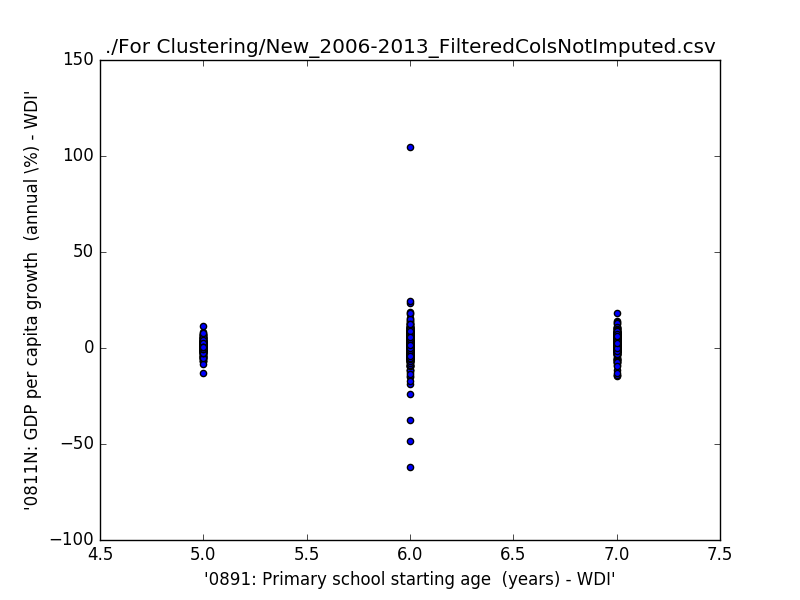 ./For Clustering/New_2006-2013_FilteredColsNotImputed.csv
'0811N: GDP per capita growth  (annual \%) - WDI'
150
100
50
0
−50
−100
4.5 5.0 5.5 6.0 6.5 7.0 7.5
'0891: Primary school starting age  (years) - WDI'